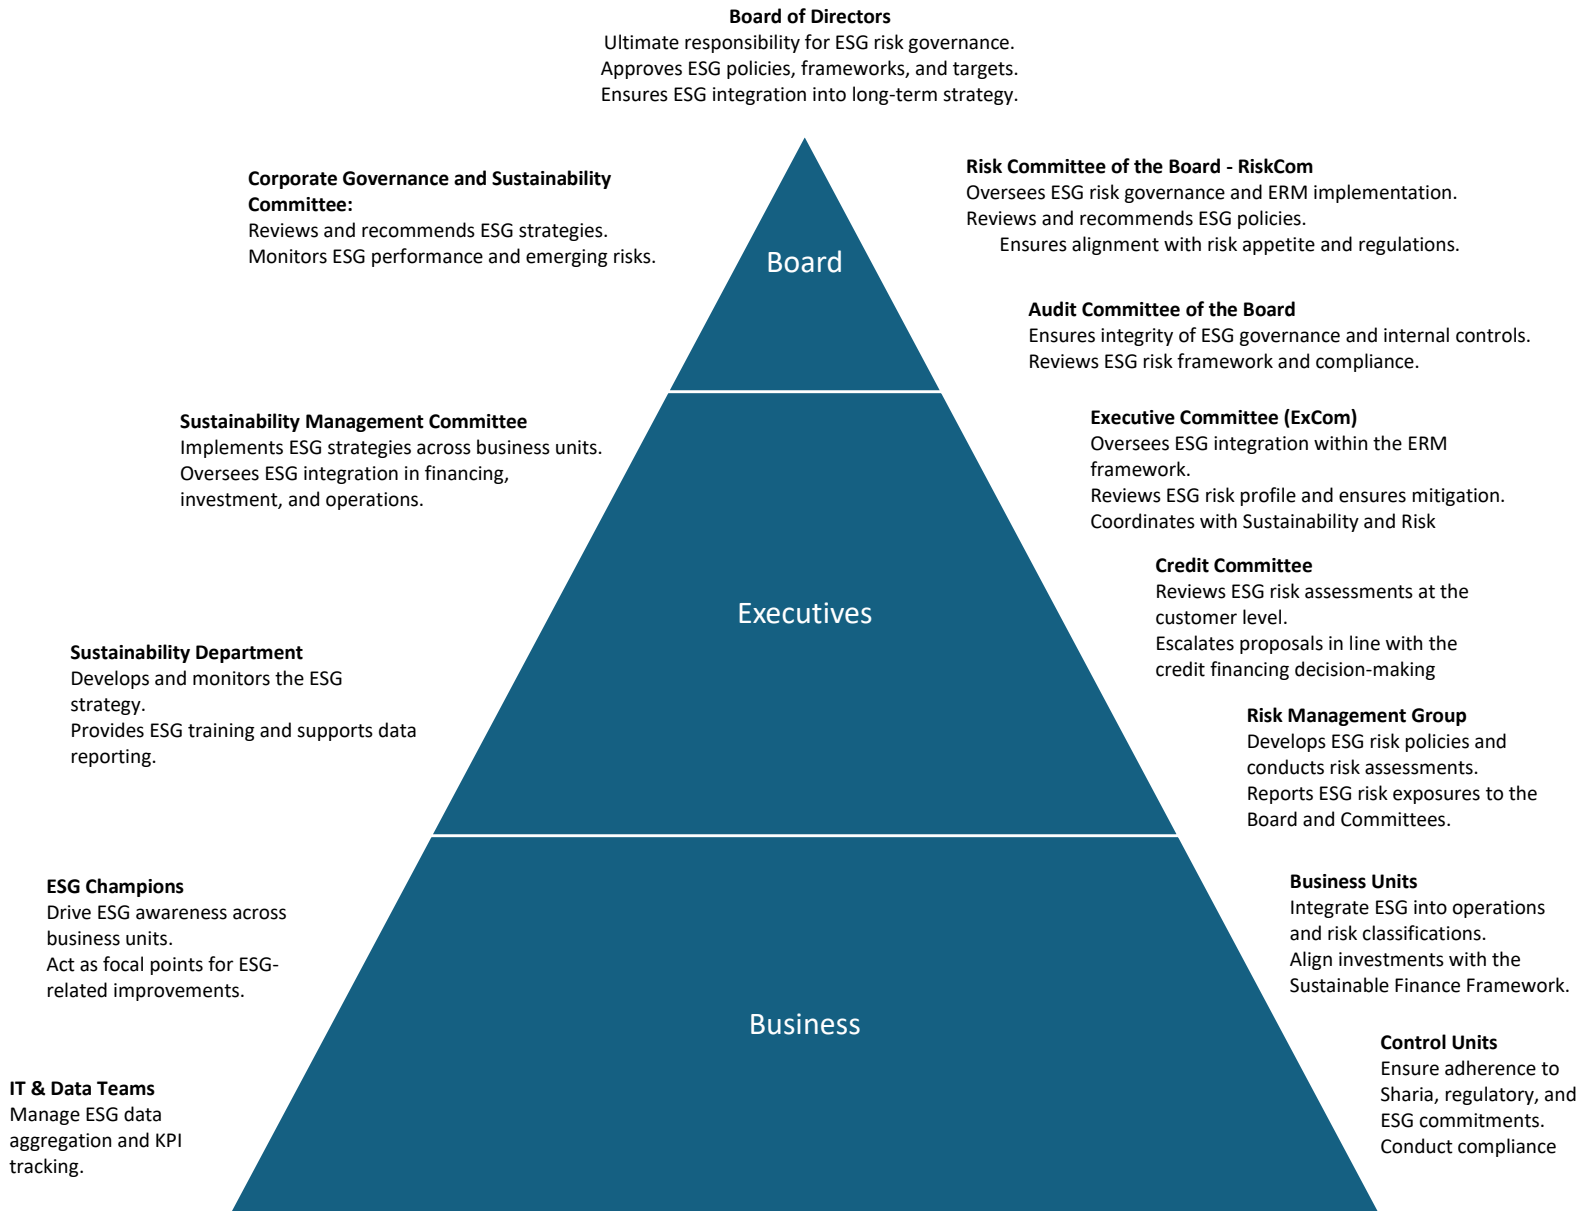 Board of Directors
Ultimate responsibility for ESG risk governance.
Approves ESG policies, frameworks, and targets.
Ensures ESG integration into long-term strategy.
Corporate Governance and Sustainability
Committee:
Reviews and recommends ESG strategies.
Monitors ESG performance and emerging risks.
Risk Committee of the Board - RiskCom
Oversees ESG risk governance and ERM implementation.
Reviews and recommends ESG policies.
Ensures alignment with risk appetite and regulations.
Board
Audit Committee of the Board
Ensures integrity of ESG governance and internal controls.
Reviews ESG risk framework and compliance.
Sustainability Management Committee
Implements ESG strategies across business units.
Oversees ESG integration in financing,
investment, and operations.
Executive Committee (ExCom)
Oversees ESG integration within the ERM
framework.
Reviews ESG risk profile and ensures mitigation.
Coordinates with Sustainability and Risk
Credit Committee
Reviews ESG risk assessments at the
customer level.
Escalates proposals in line with the
credit financing decision-making
Executives
Sustainability Department
Develops and monitors the ESG
strategy.
Provides ESG training and supports data
reporting.
Risk Management Group
Develops ESG risk policies and
conducts risk assessments.
Reports ESG risk exposures to the
Board and Committees.
ESG Champions
Drive ESG awareness across
business units.
Act as focal points for ESG-
related improvements.
Business Units
Integrate ESG into operations
and risk classifications.
Align investments with the
Sustainable Finance Framework.
Business
IT & Data Teams
Manage ESG data
aggregation and KPI
tracking.
Control Units
Ensure adherence to
Sharia, regulatory, and
ESG commitments.
Conduct compliance